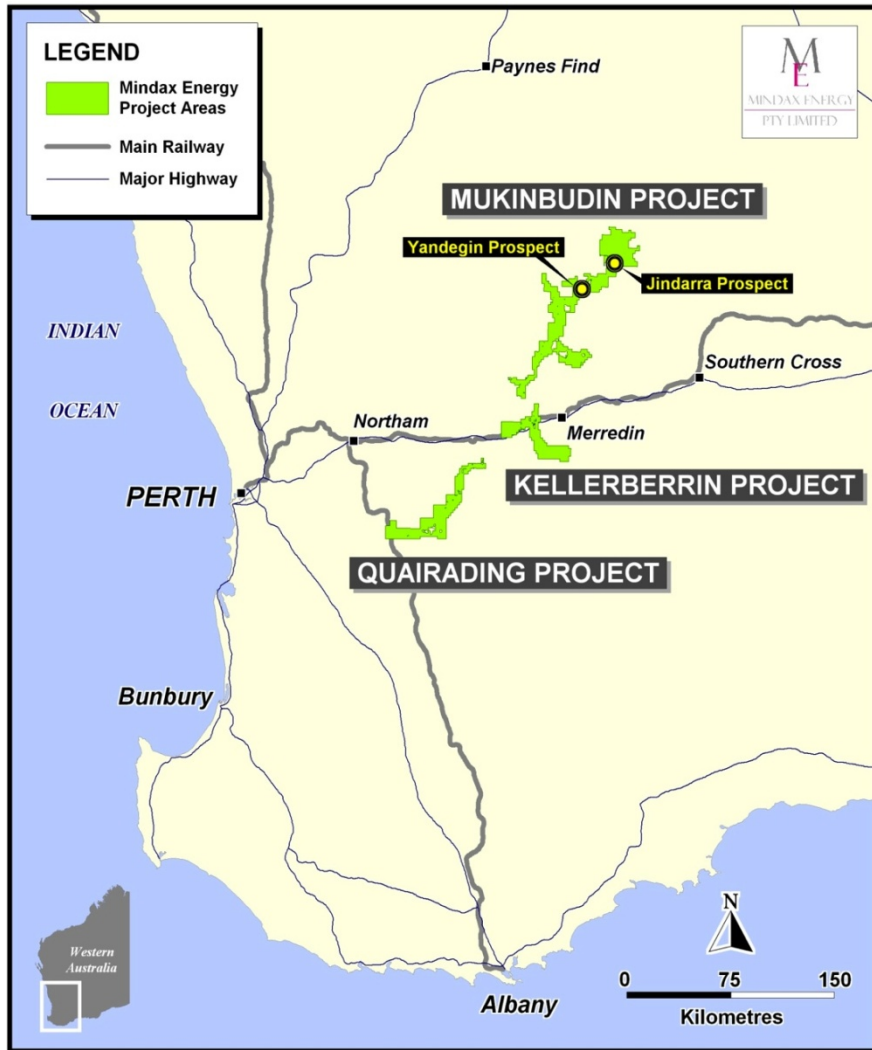 LEGEND
Mindax Energy
Project Areas
Main Railway
Major Highway
Paynes Find
ME
MINDAX ENERGY
PTY LIMITED
MUKINBUDIN PROJECT
Yandegin Prospect
Jindarra Prospect
INDIAN
OCEAN
Southern Cross
Northam
Merredin
PERTH
KELLERBERRIN PROJECT
QUAIRADING PROJECT
Bunbury
Western
Australia
N
0 75 150
Kilometres
Albany